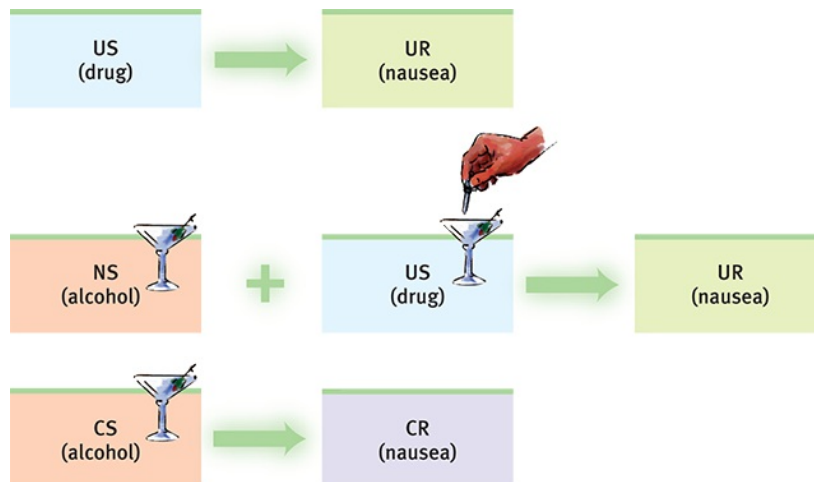 US
(drug)
UR
(nausea)
NS
(alcohol)
+
US
(drug)
UR
(nausea)
CS
(alcohol)
CR
(nausea)